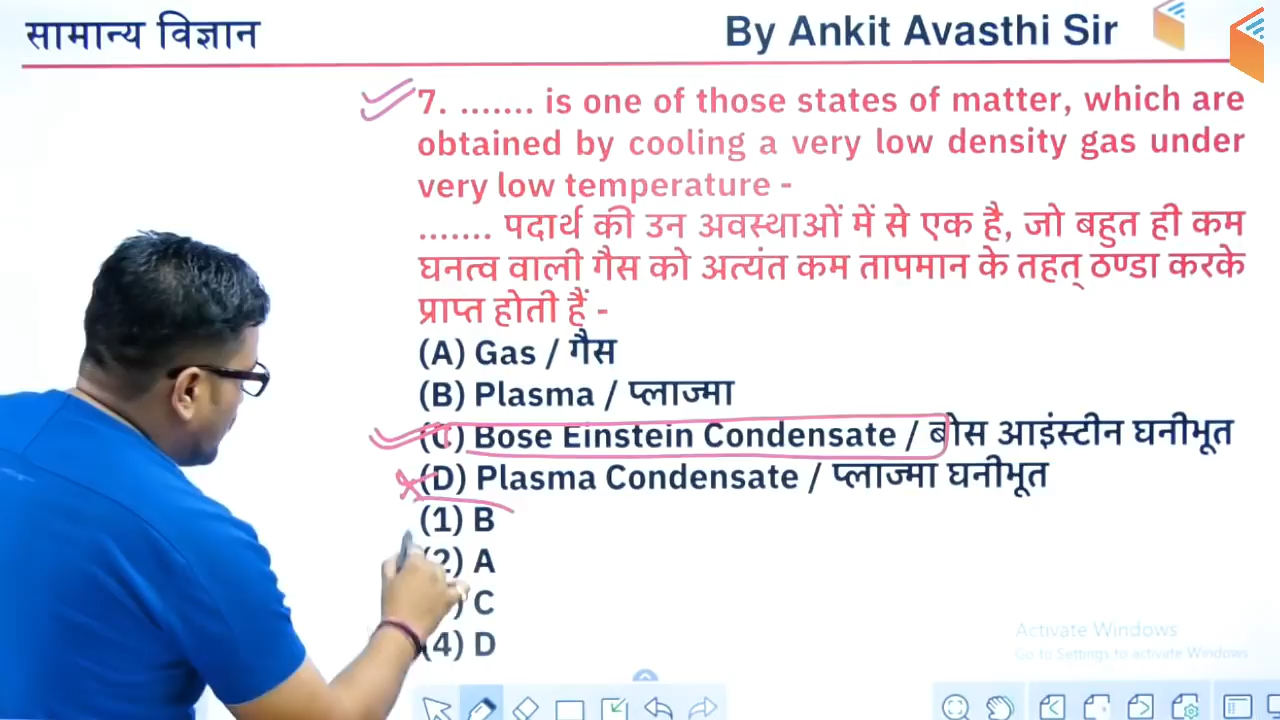 सामान्य विज्ञान
By Ankit Avasthi Sir
7. ....... is one of those states of matter, which are
obtained by cooling a very low density gas under
very low temperature -
....... पदार्थ की उन अवस्थाओं में से एक है, जो बहुत ही कम
घनत्व वाली गैस को अत्यंत कम तापमान के तहत् ठण्डा करके
प्राप्त होती हैं -
(A) Gas / गैस
(B) Plasma / प्लाज्मा
(C) Bose Einstein Condensate / बोस आइंस्टीन घनीभूत
(D) Plasma Condensate / प्लाज्मा घनीभूत
(1) B
2) A
) C
(4) D
Activate Windows
Go to Settings to activate Windows.